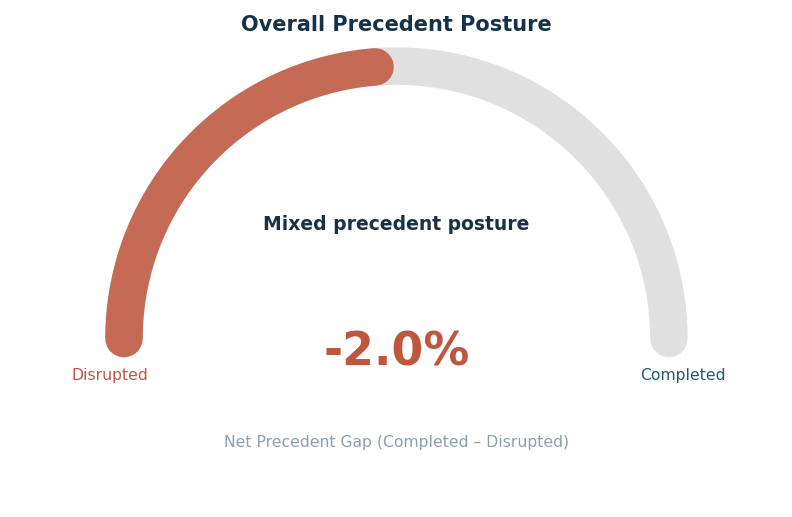 Overall Precedent Posture
Mixed precedent posture
-2.0%
Disrupted
Completed
Net Precedent Gap (Completed – Disrupted)